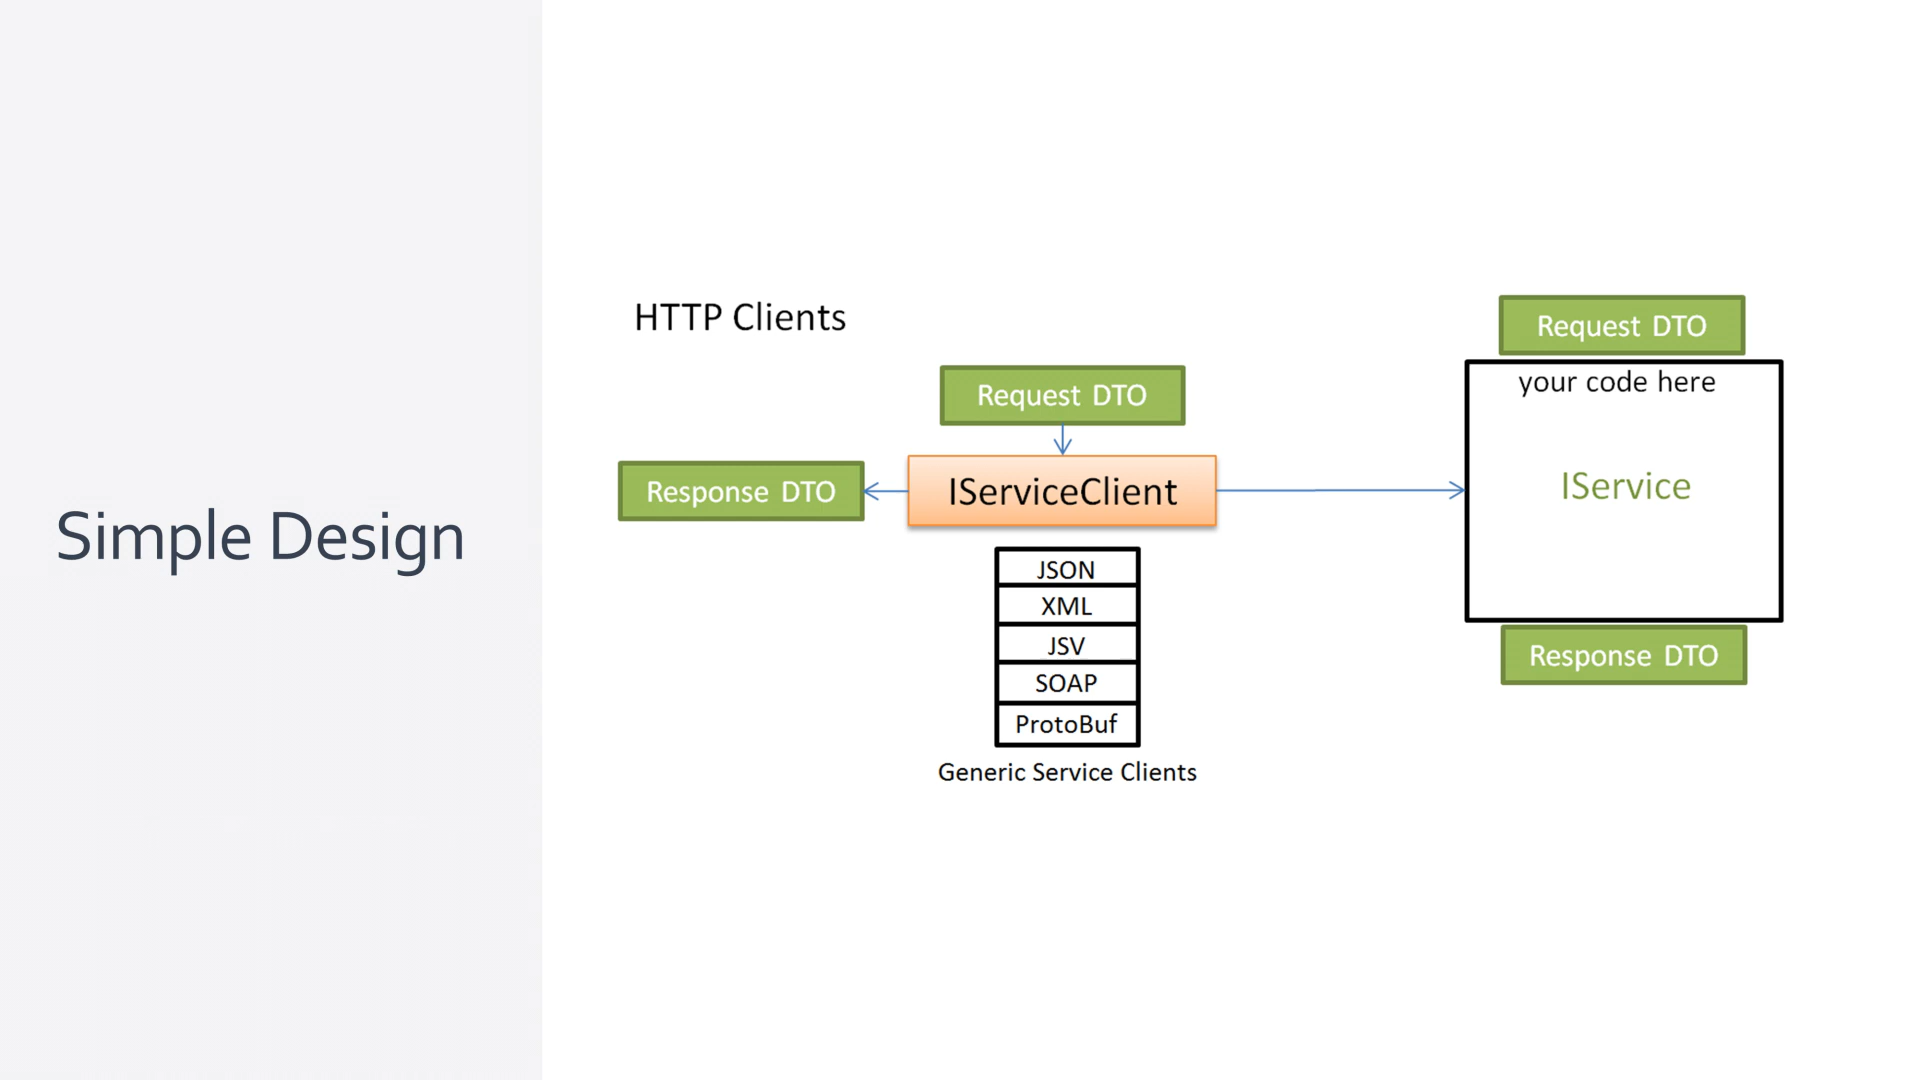 Simple Design
HTTP Clients
Request DTO
Response DTO
IServiceClient
JSON
XML
JSV
SOAP
ProtoBuf
Generic Service Clients
Request DTO
your code here
IService
Response DTO